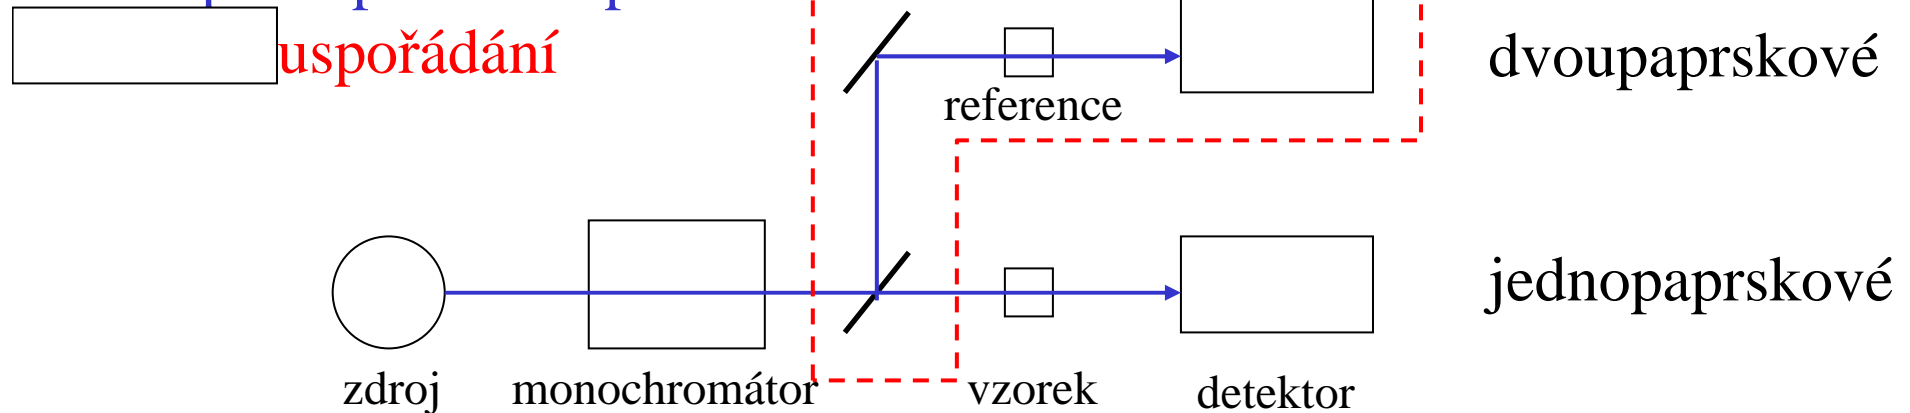 uspořádání
dvoupaprskové
reference
jednopaprskové
zdroj
monochromátor
vzorek
detektor